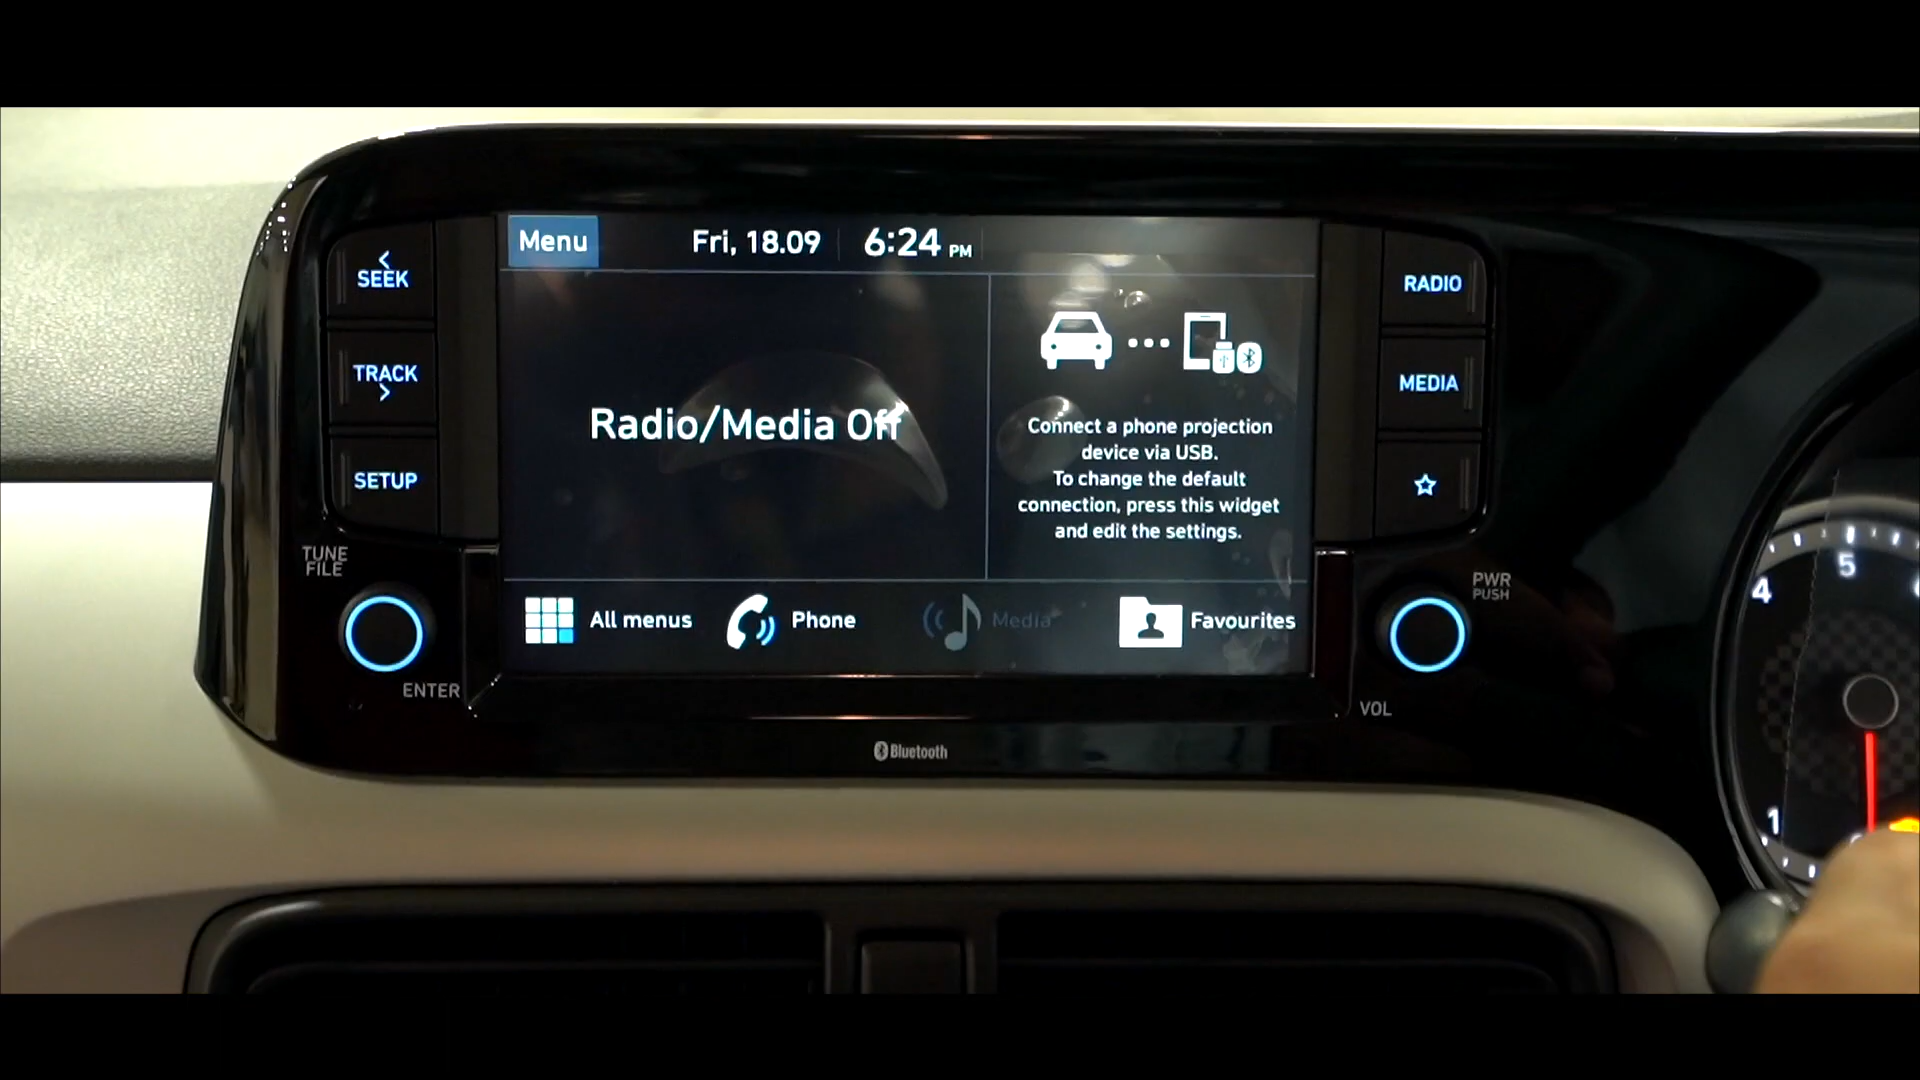 Menu
Fri, 18.09
6:24 PM
<
SEEK
TRACK
>
SETUP
TUNE
FILE
ENTER
Radio/Media Off
Connect a phone projection
device via USB.
To change the default
connection, press this widget
and edit the settings.
All menus
Phone
Media
Favourites
Bluetooth
RADIO
MEDIA
PWR
PUSH
VOL
4
5
1